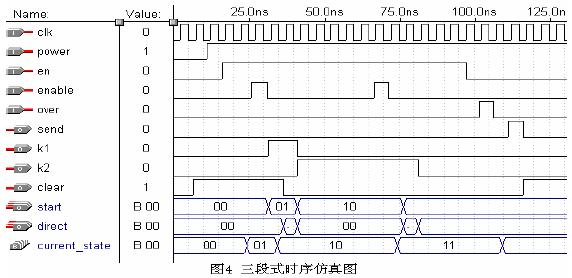 Name: Value: 25.0ns 50.0ns 75.0ns 100.0ns 125.0n
clk 0
power 1
en 0
enable 0
over 0
send 0
k1 0
k2 0
clear 1
start B 00 00 01 10
direct B 00 00 00
current_state B 00 00 01 10 11
图4 三段式时序仿真图